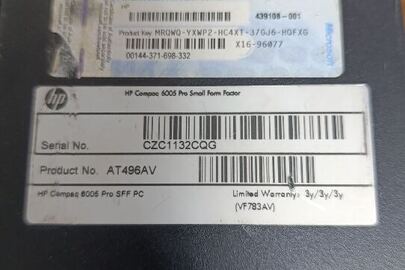 HP
439108-001
Product Key: MRQWQ-YXWP2-HC4XT-37GJ6-HQFXG
X16-96077
00144-371-698-332
Microsoft
hp
HP Compaq 6005 Pro Small Form Factor
Serial No. CZC1132CQG
Product No. AT496AV
HP Compaq 6005 Pro SFF PC
Limited Warranty: 3y/3y/3y
(VF783AV)